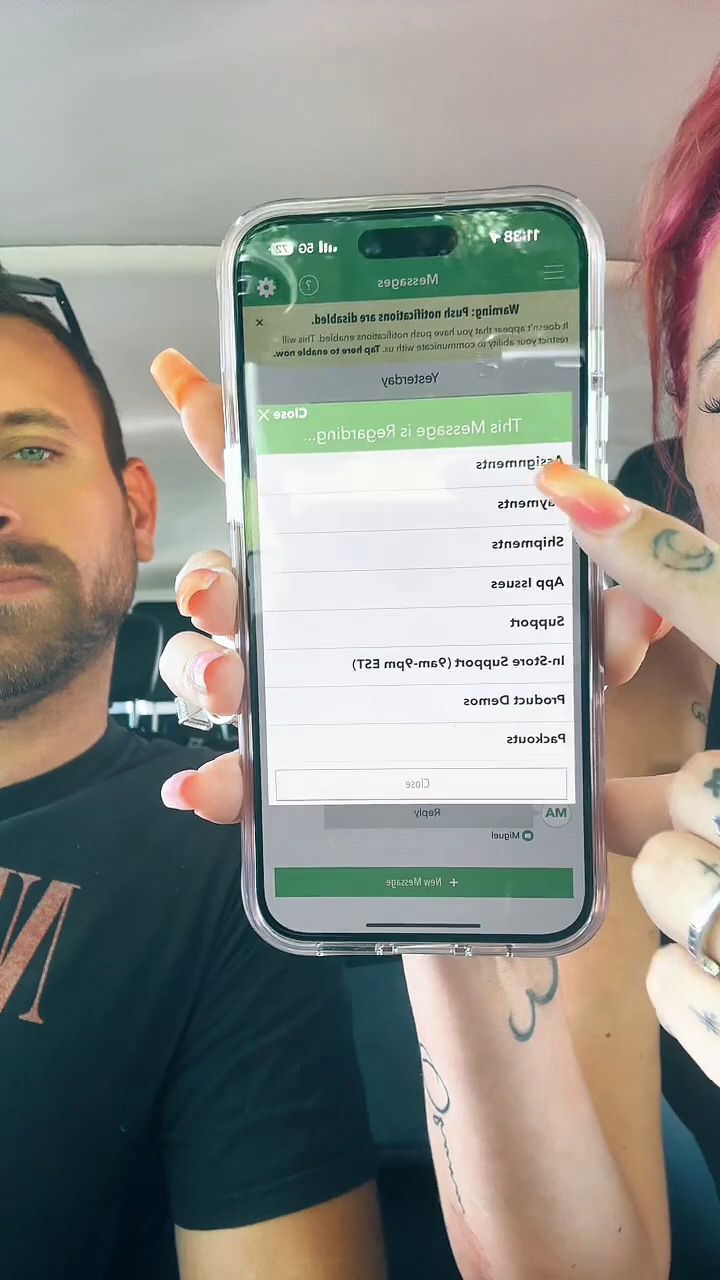 11:38 5G 72
Messages
?
Warning: Push notifications are disabled.
It doesn't appear that you have push notifications enabled. This will
restrict your ability to communicate with us. Tap here to enable now.
Yesterday
Close X
This Message is Regarding...
Assignments
Payments
Shipments
App Issues
Support
In-Store Support (9am-9pm EST)
Product Demos
Packouts
Close
MA
Reply
Miguel
+ New Message